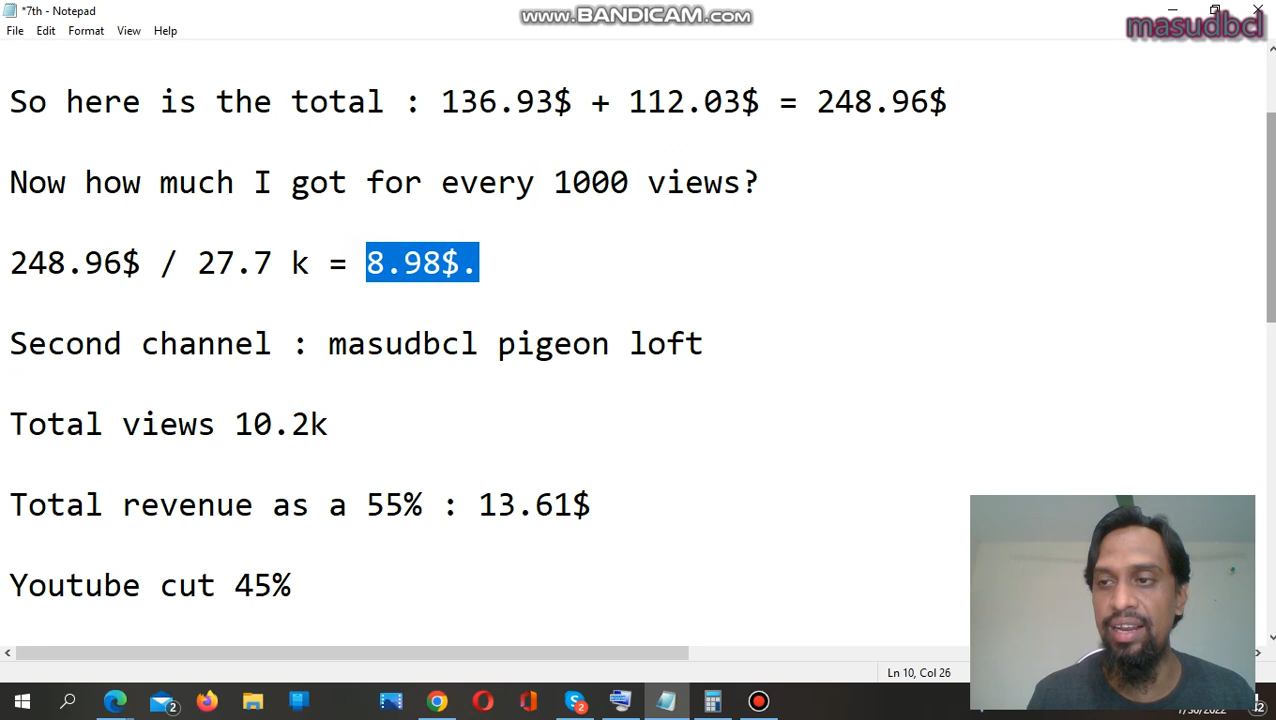 *7th - Notepad
www.BANDICAM.com
masudbcl
File Edit Format View Help
So here is the total : 136.93$ + 112.03$ = 248.96$
Now how much I got for every 1000 views?
248.96$ / 27.7 k = 8.98$.
Second channel : masudbcl pigeon loft
Total views 10.2k
Total revenue as a 55% : 13.61$
Youtube cut 45%
Ln 10, Col 26